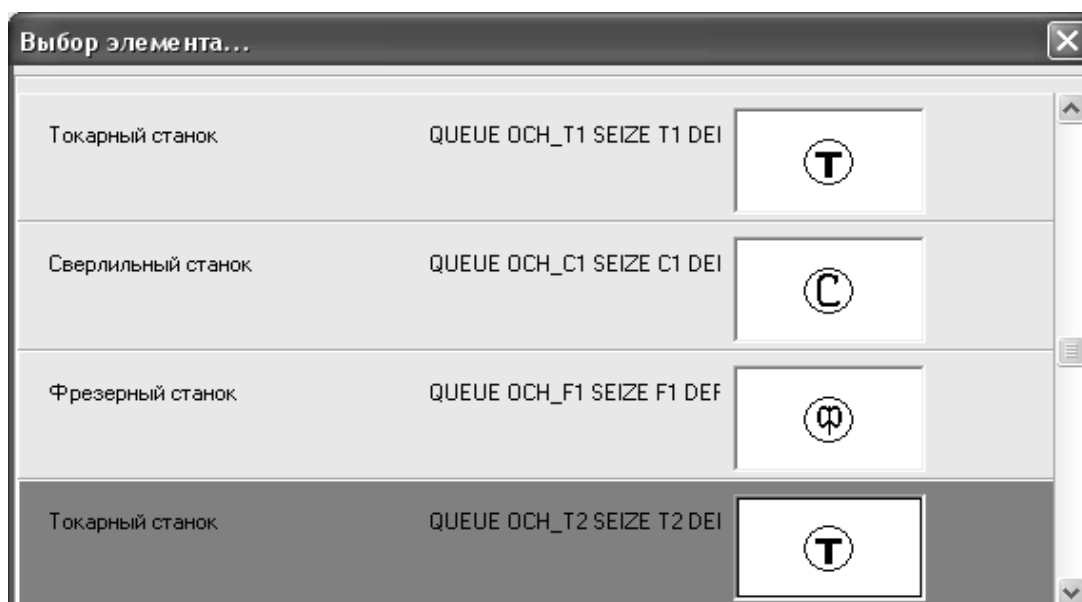 Выбор элемента...
Токарный станок QUEUE OCH_T1 SEIZE T1 DEI
T
Сверлильный станок QUEUE OCH_C1 SEIZE C1 DEI
С
Фрезерный станок QUEUE OCH_F1 SEIZE F1 DEF
Ф
Токарный станок QUEUE OCH_T2 SEIZE T2 DEI
T